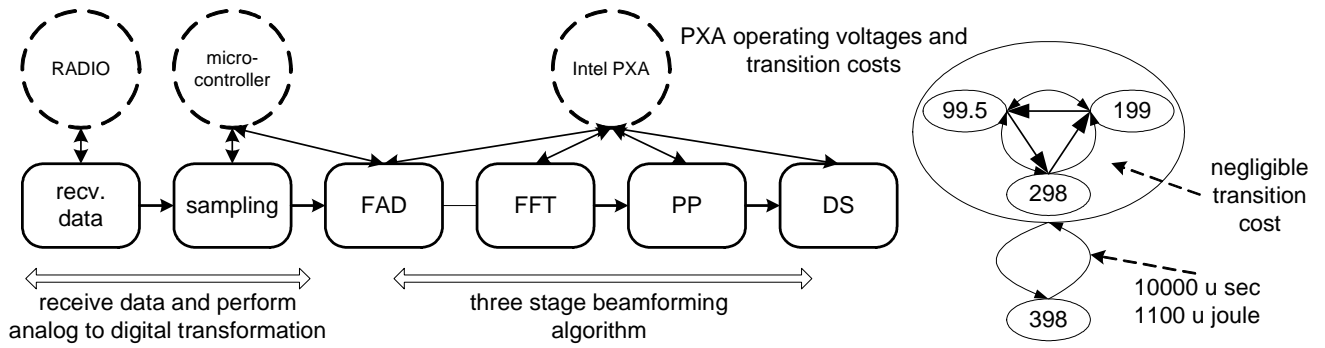 RADIO
micro-
controller
Intel PXA
PXA operating voltages and
transition costs
99.5
199
298
negligible
transition
cost
recv.
data
sampling
FAD
FFT
PP
DS
receive data and perform
analog to digital transformation
three stage beamforming
algorithm
10000 u sec
1100 u joule
398